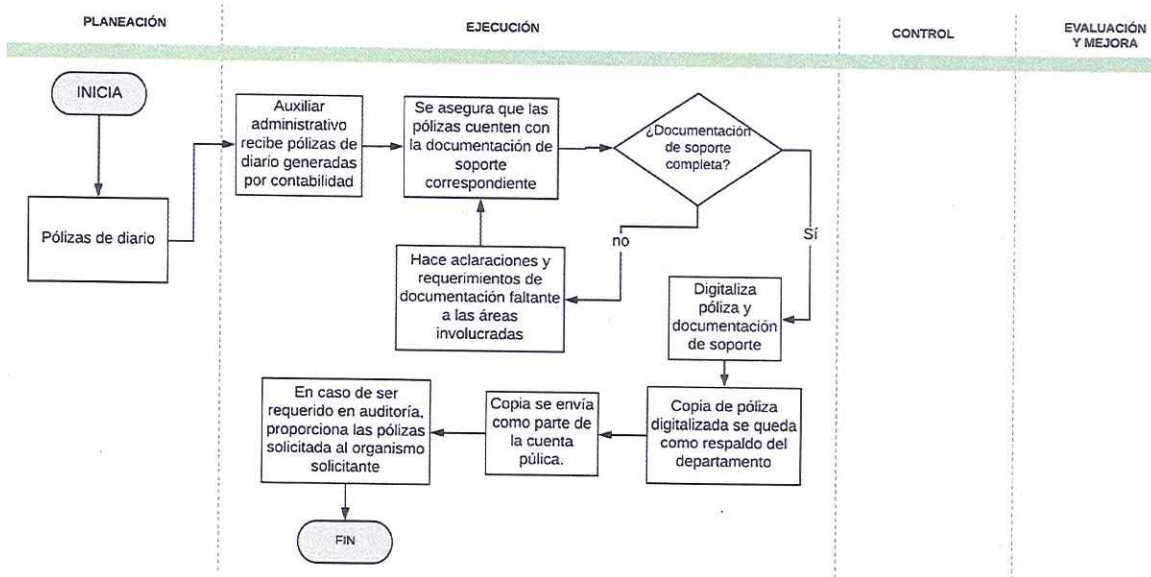 PLANEACIÓN
EJECUCIÓN
CONTROL
EVALUACIÓN
Y MEJORA
INICIA
Pólizas de diario
Auxiliar
administrativo
recibe pólizas de
diario generadas
por contabilidad
Se asegura que las
pólizas cuenten con
la documentación de
soporte
correspondiente
¿Documentación
de soporte
completa?
no
Sí
Hace aclaraciones y
requerimientos de
documentación faltante
a las áreas
involucradas
Digitaliza
póliza y
documentación
de soporte
Copia de póliza
digitalizada se queda
como respaldo del
departamento
Copia se envía
como parte de
la cuenta
púlica.
En caso de ser
requerido en auditoría,
proporciona las pólizas
solicitada al organismo
solicitante
FIN